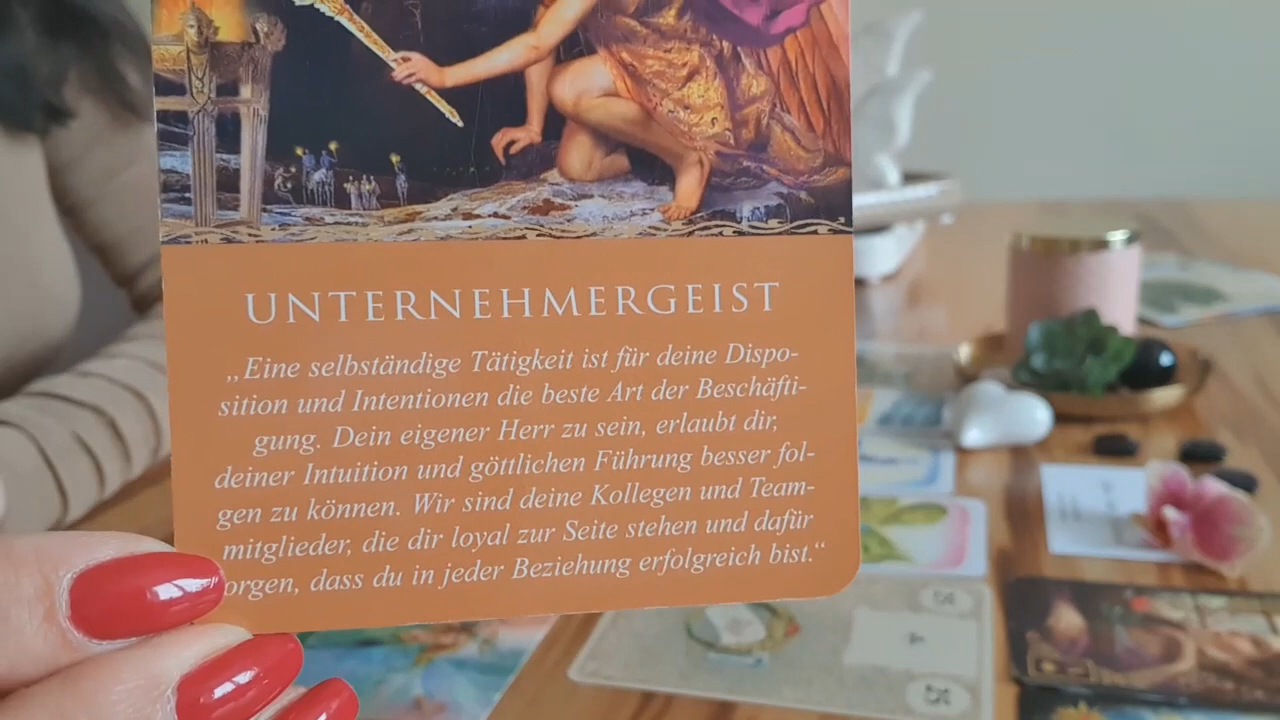 UNTERNEHMERGEIST
„Eine selbständige Tätigkeit ist für deine Dispo-
sition und Intentionen die beste Art der Beschäfti-
gung. Dein eigener Herr zu sein, erlaubt dir,
deiner Intuition und göttlichen Führung besser fol-
gen zu können. Wir sind deine Kollegen und Team-
mitglieder, die dir loyal zur Seite stehen und dafür
orgen, dass du in jeder Beziehung erfolgreich bist.“